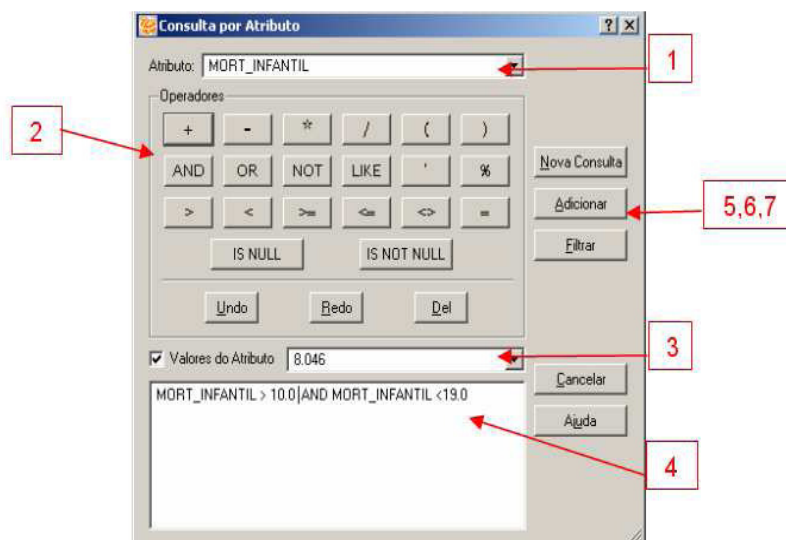 Consulta por Atributo
? X
Atributo: MORT_INFANTIL
1
Operadores
2
+ - * / ( )
AND OR NOT LIKE ' %
Nova Consulta
> < >= <= <> =
Adicionar
5,6,7
IS NULL IS NOT NULL
Filtrar
Undo Redo Del
3
Valores do Atributo 8.046
Cancelar
MORT_INFANTIL > 10.0 AND MORT_INFANTIL <19.0
Ajuda
4